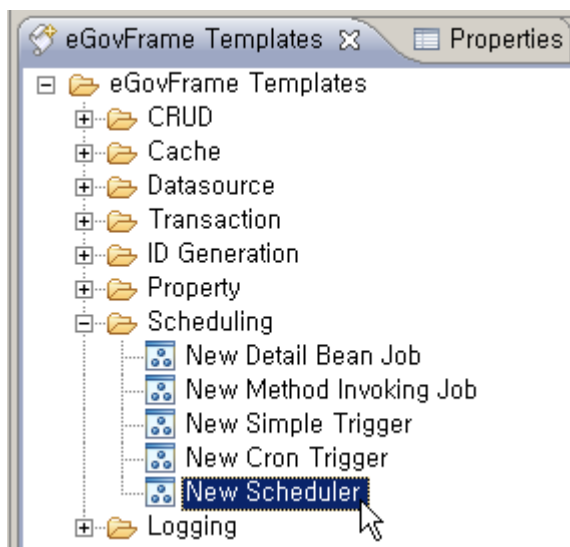 eGovFrame Templates Properties
eGovFrame Templates
CRUD
Cache
Datasource
Transaction
ID Generation
Property
Scheduling
New Detail Bean Job
New Method Invoking Job
New Simple Trigger
New Cron Trigger
New Scheduler
Logging